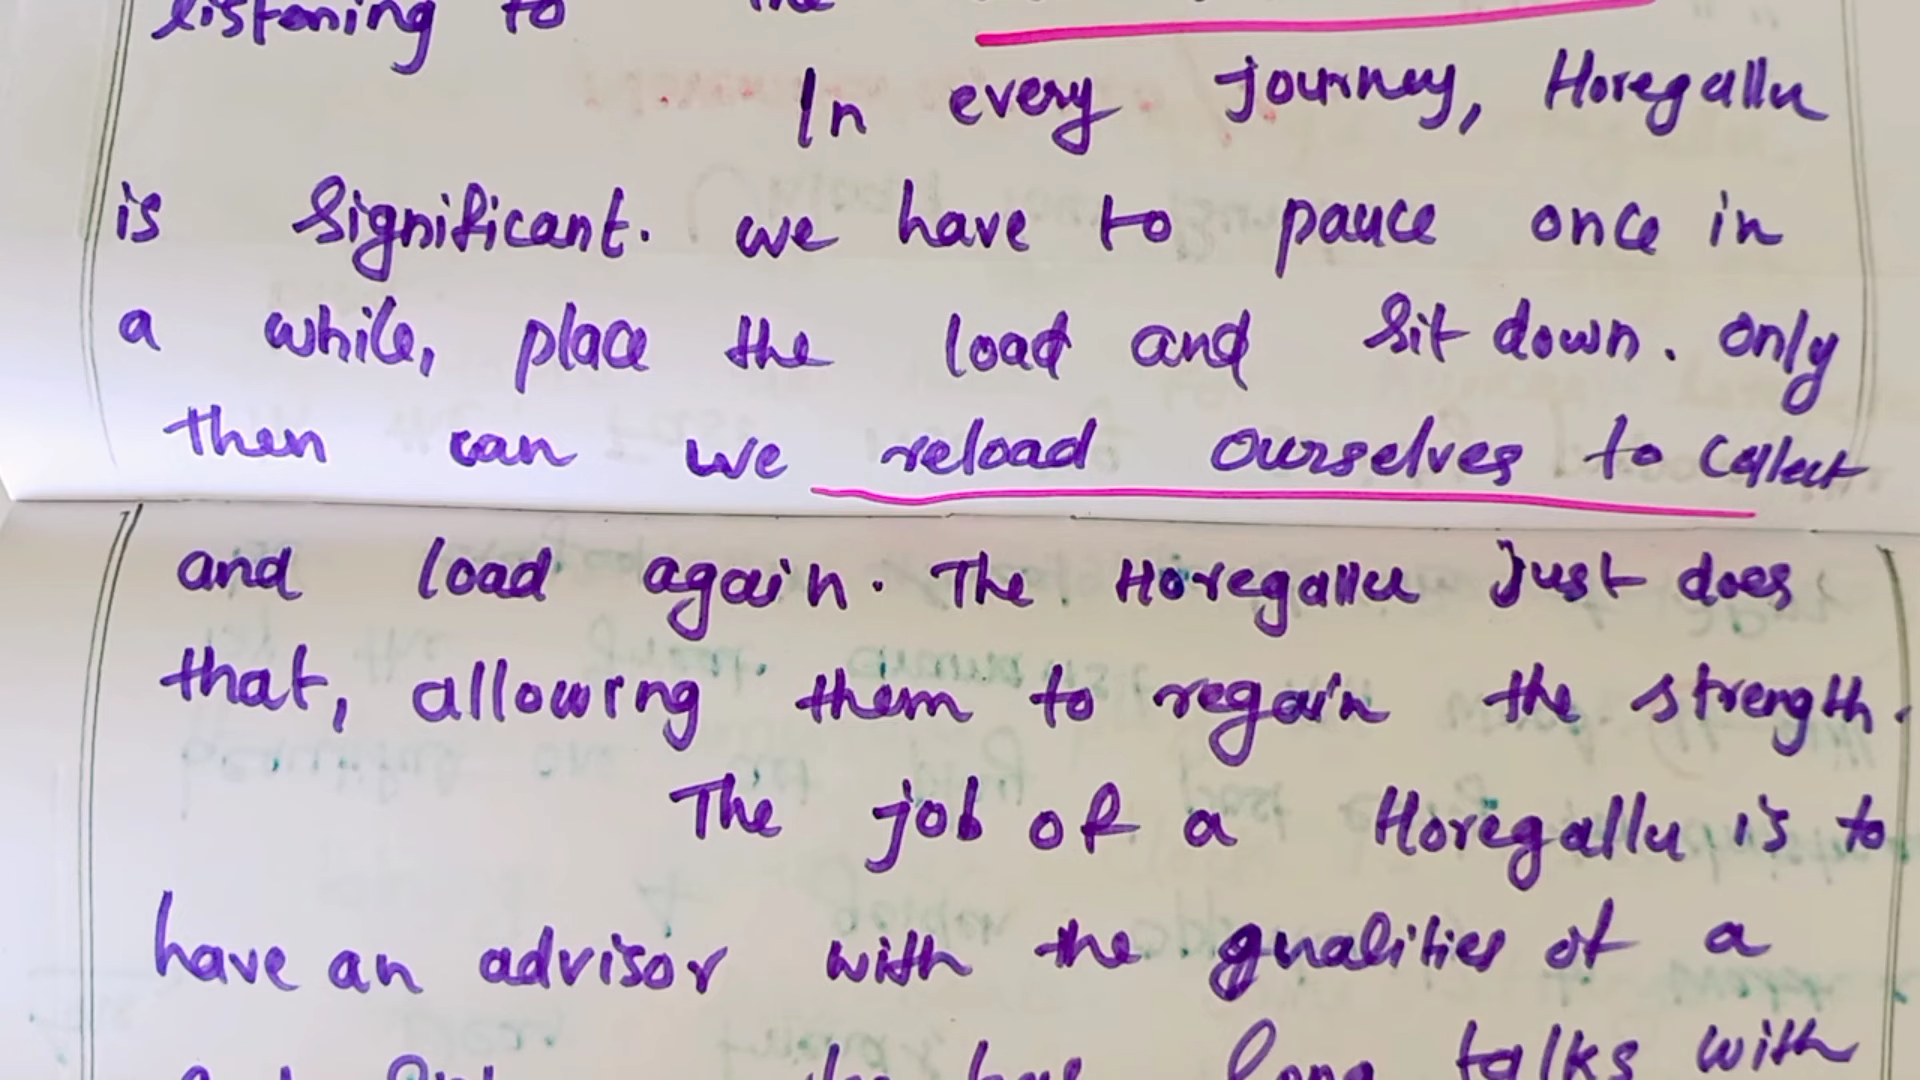 listening to the
In every journey, Horegallu
is significant. we have to pauce once in
a while, place the load and sit down. only
then can we reload ourselves to collect
and load again. The Horegallu just does
that, allowing them to regain the strength.
The job of a Horegallu is to
have an advisor with the qualities of a
long talks with